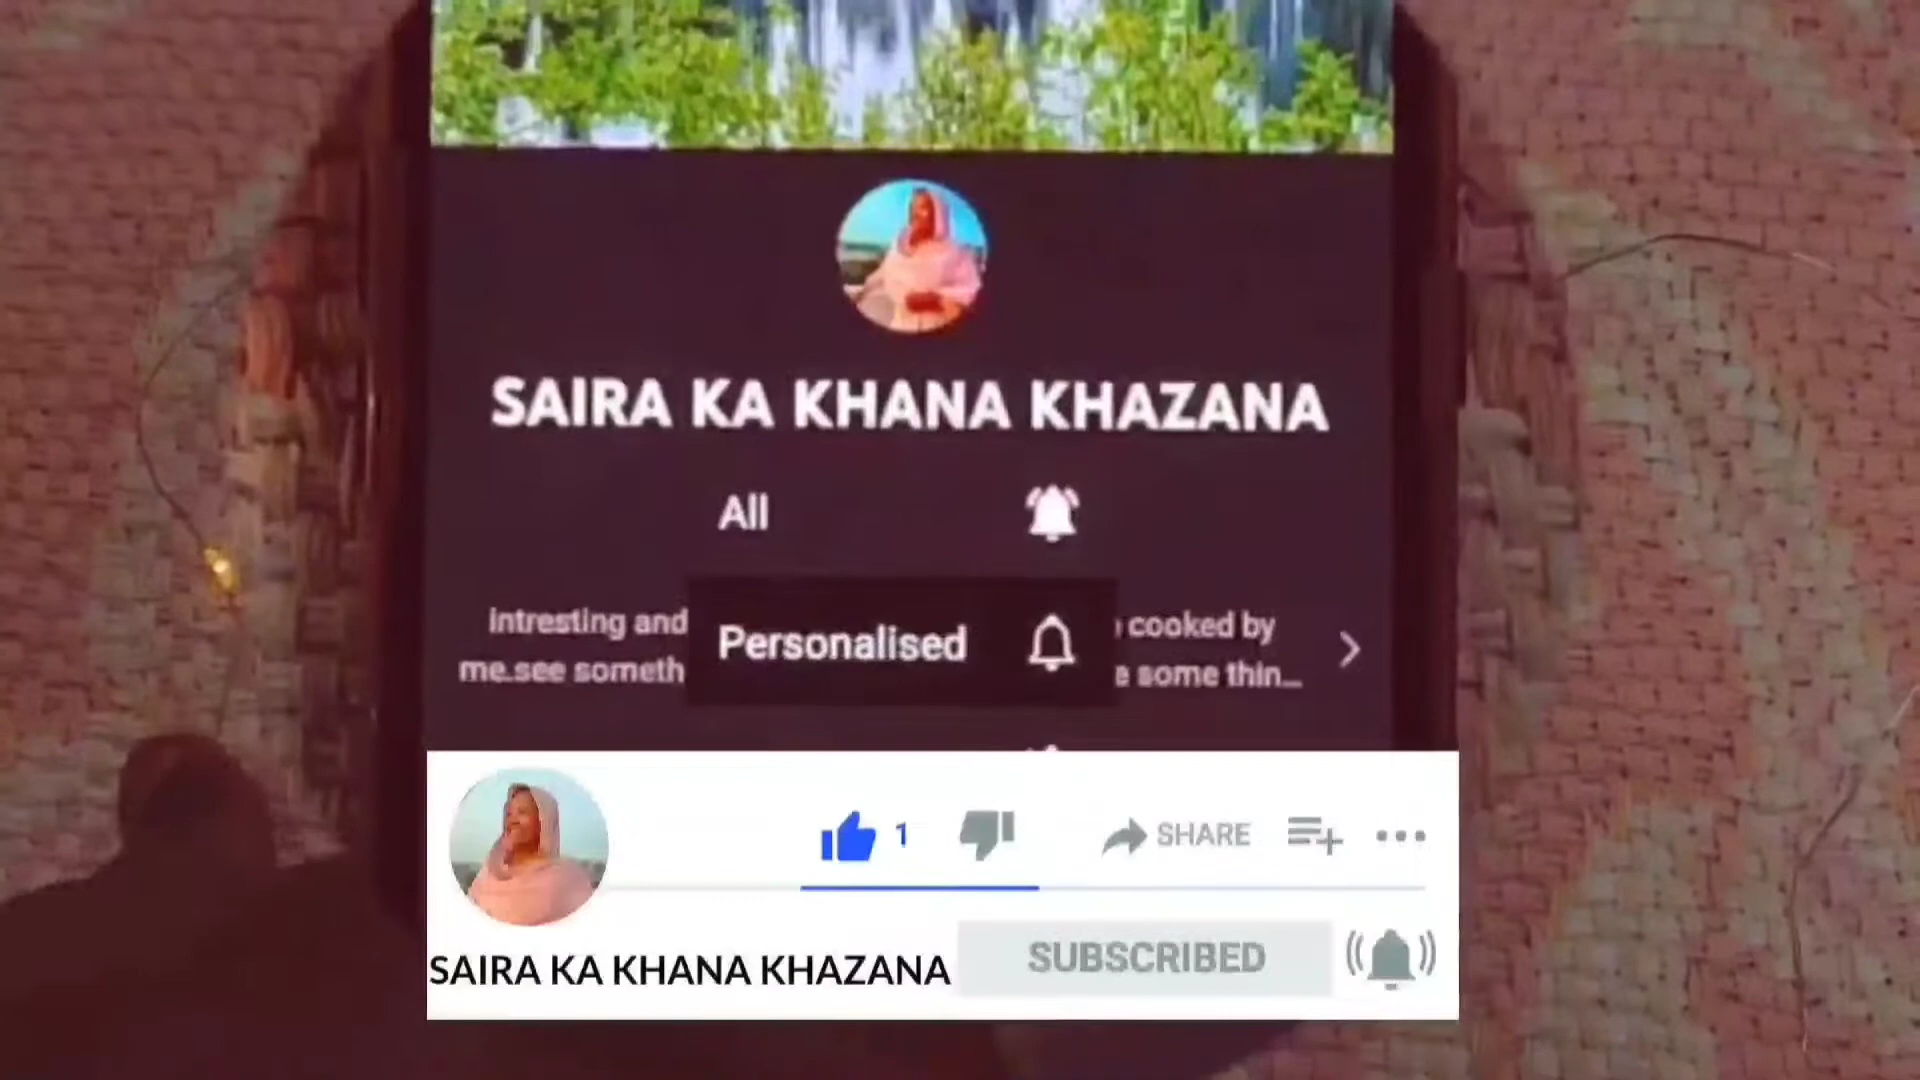 SAIRA KA KHANA KHAZANA
All
intresting and cooked by
Personalised
me.see someth e some thin...
1 SHARE
SAIRA KA KHANA KHAZANA SUBSCRIBED